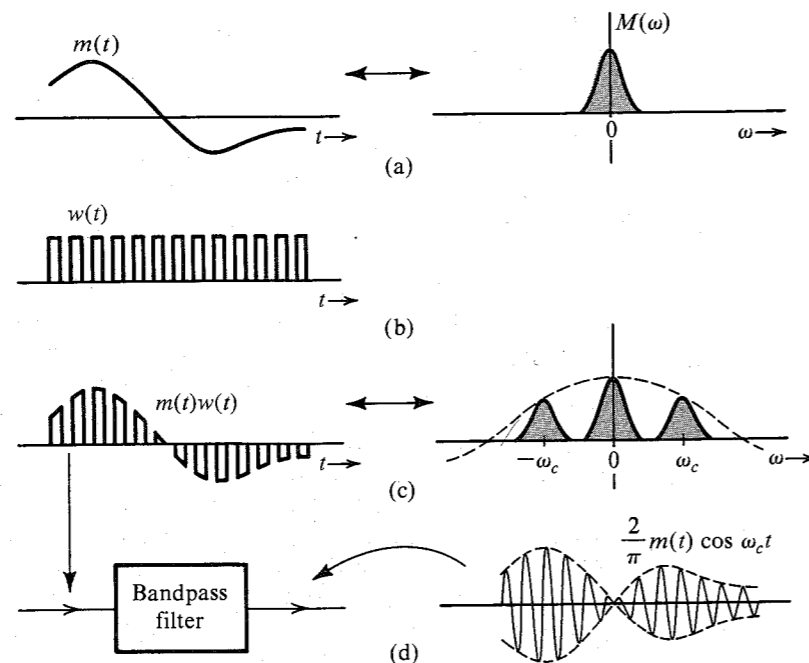 m(t)
M(ω)
t→
0
ω→
(a)
w(t)
t→
(b)
m(t)w(t)
t→
−ω_c
0
ω_c
ω→
(c)
2/π m(t) cos ω_c t
Bandpass
filter
(d)